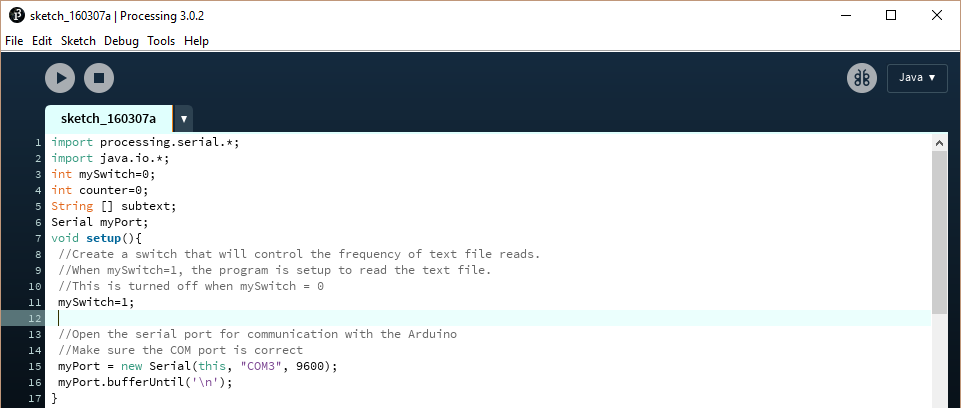 sketch_160307a | Processing 3.0.2
File Edit Sketch Debug Tools Help
Java ▼
sketch_160307a ▼
1 import processing.serial.*;
2 import java.io.*;
3 int mySwitch=0;
4 int counter=0;
5 String [] subtext;
6 Serial myPort;
7 void setup(){
8 //Create a switch that will control the frequency of text file reads.
9 //When mySwitch=1, the program is setup to read the text file.
10 //This is turned off when mySwitch = 0
11 mySwitch=1;
12
13 //Open the serial port for communication with the Arduino
14 //Make sure the COM port is correct
15 myPort = new Serial(this, "COM3", 9600);
16 myPort.bufferUntil('\n');
17 }